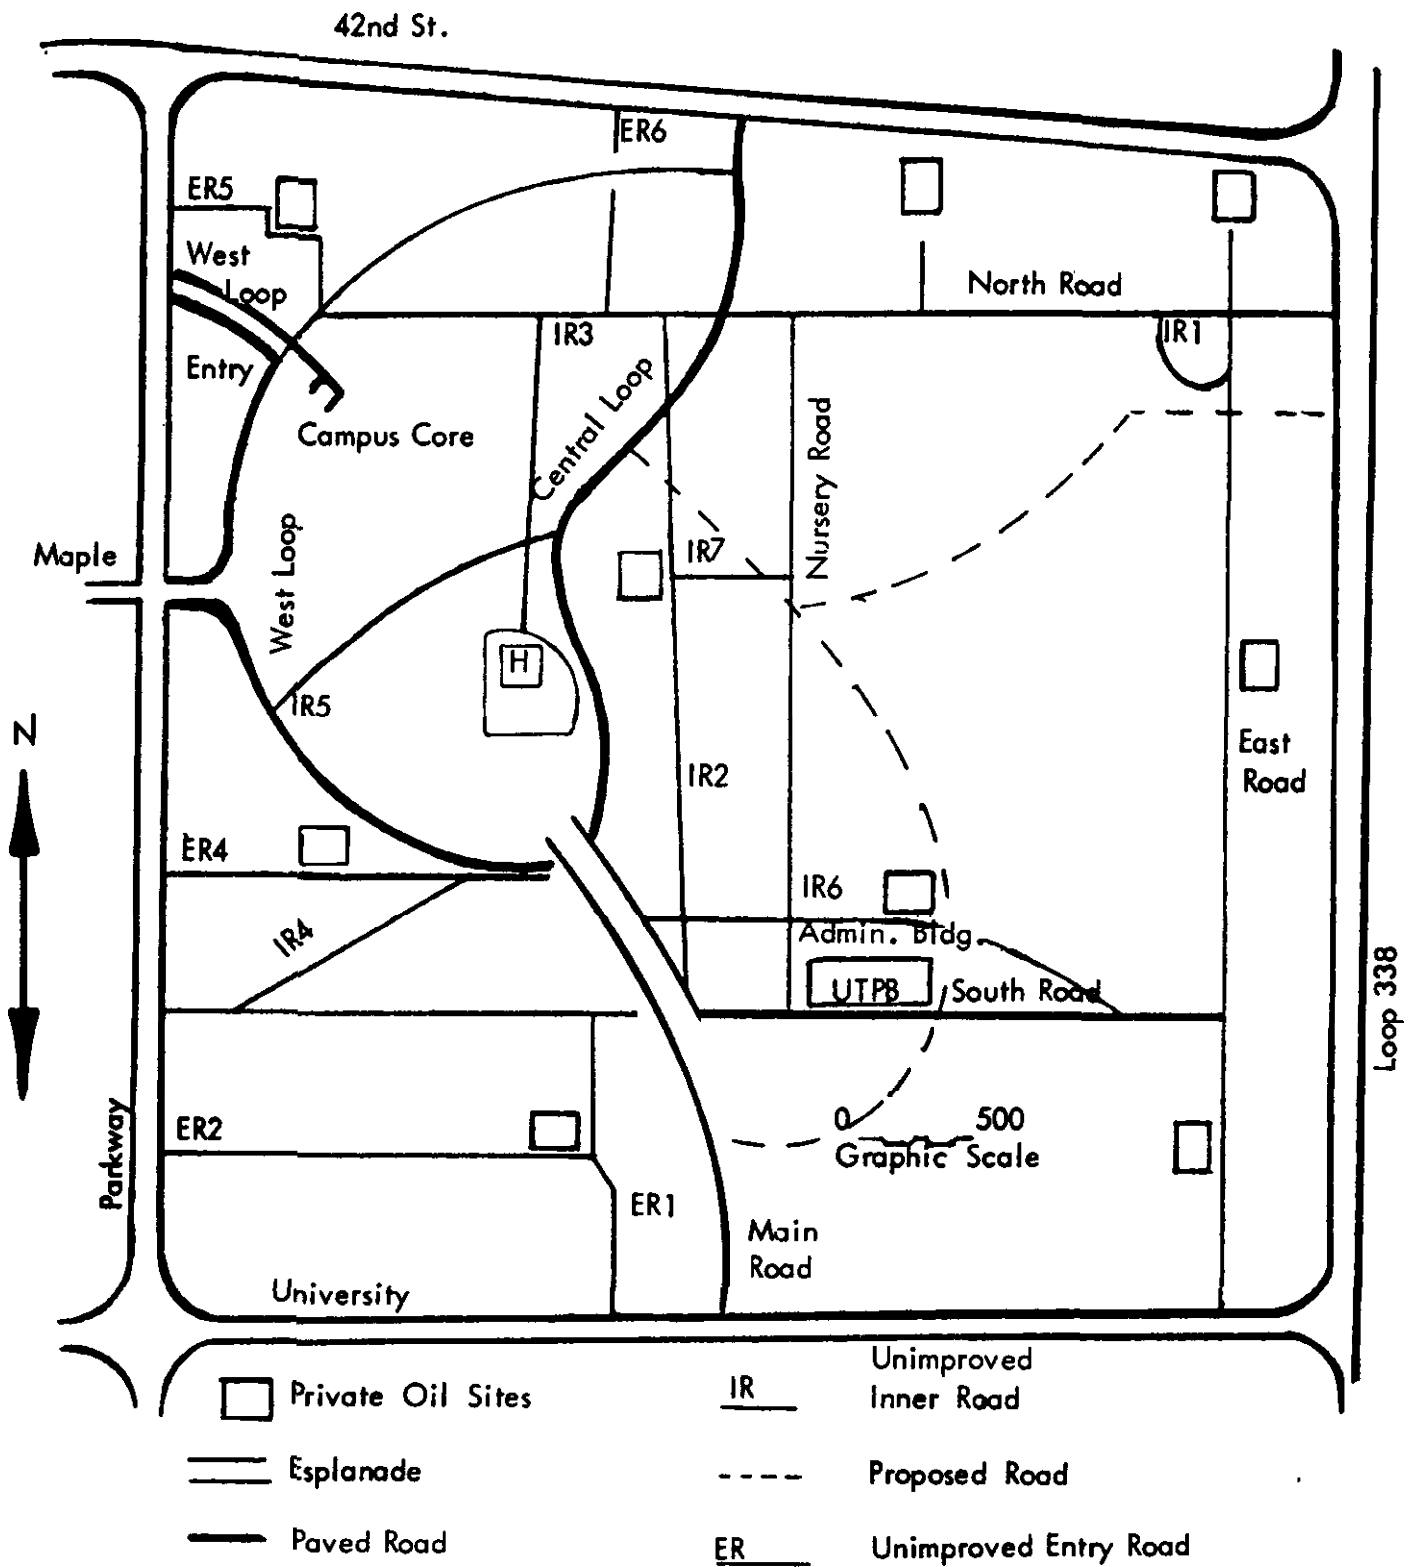 42nd St.
ER6
ER5
West
Loop
North Road
IR3
IR1
Entry
Central Loop
Campus Core
Nursery Road
Maple
IR7
West Loop
H
IR5
N
East
Road
IR2
ER4
IR6
IR4
Admin. Bldg.
UTPB
South Road
Loop 338
Parkway
ER2
0 500
Graphic Scale
ER1
Main
Road
University
Private Oil Sites
Esplanade
Paved Road
IR
Unimproved
Inner Road
Proposed Road
ER
Unimproved Entry Road